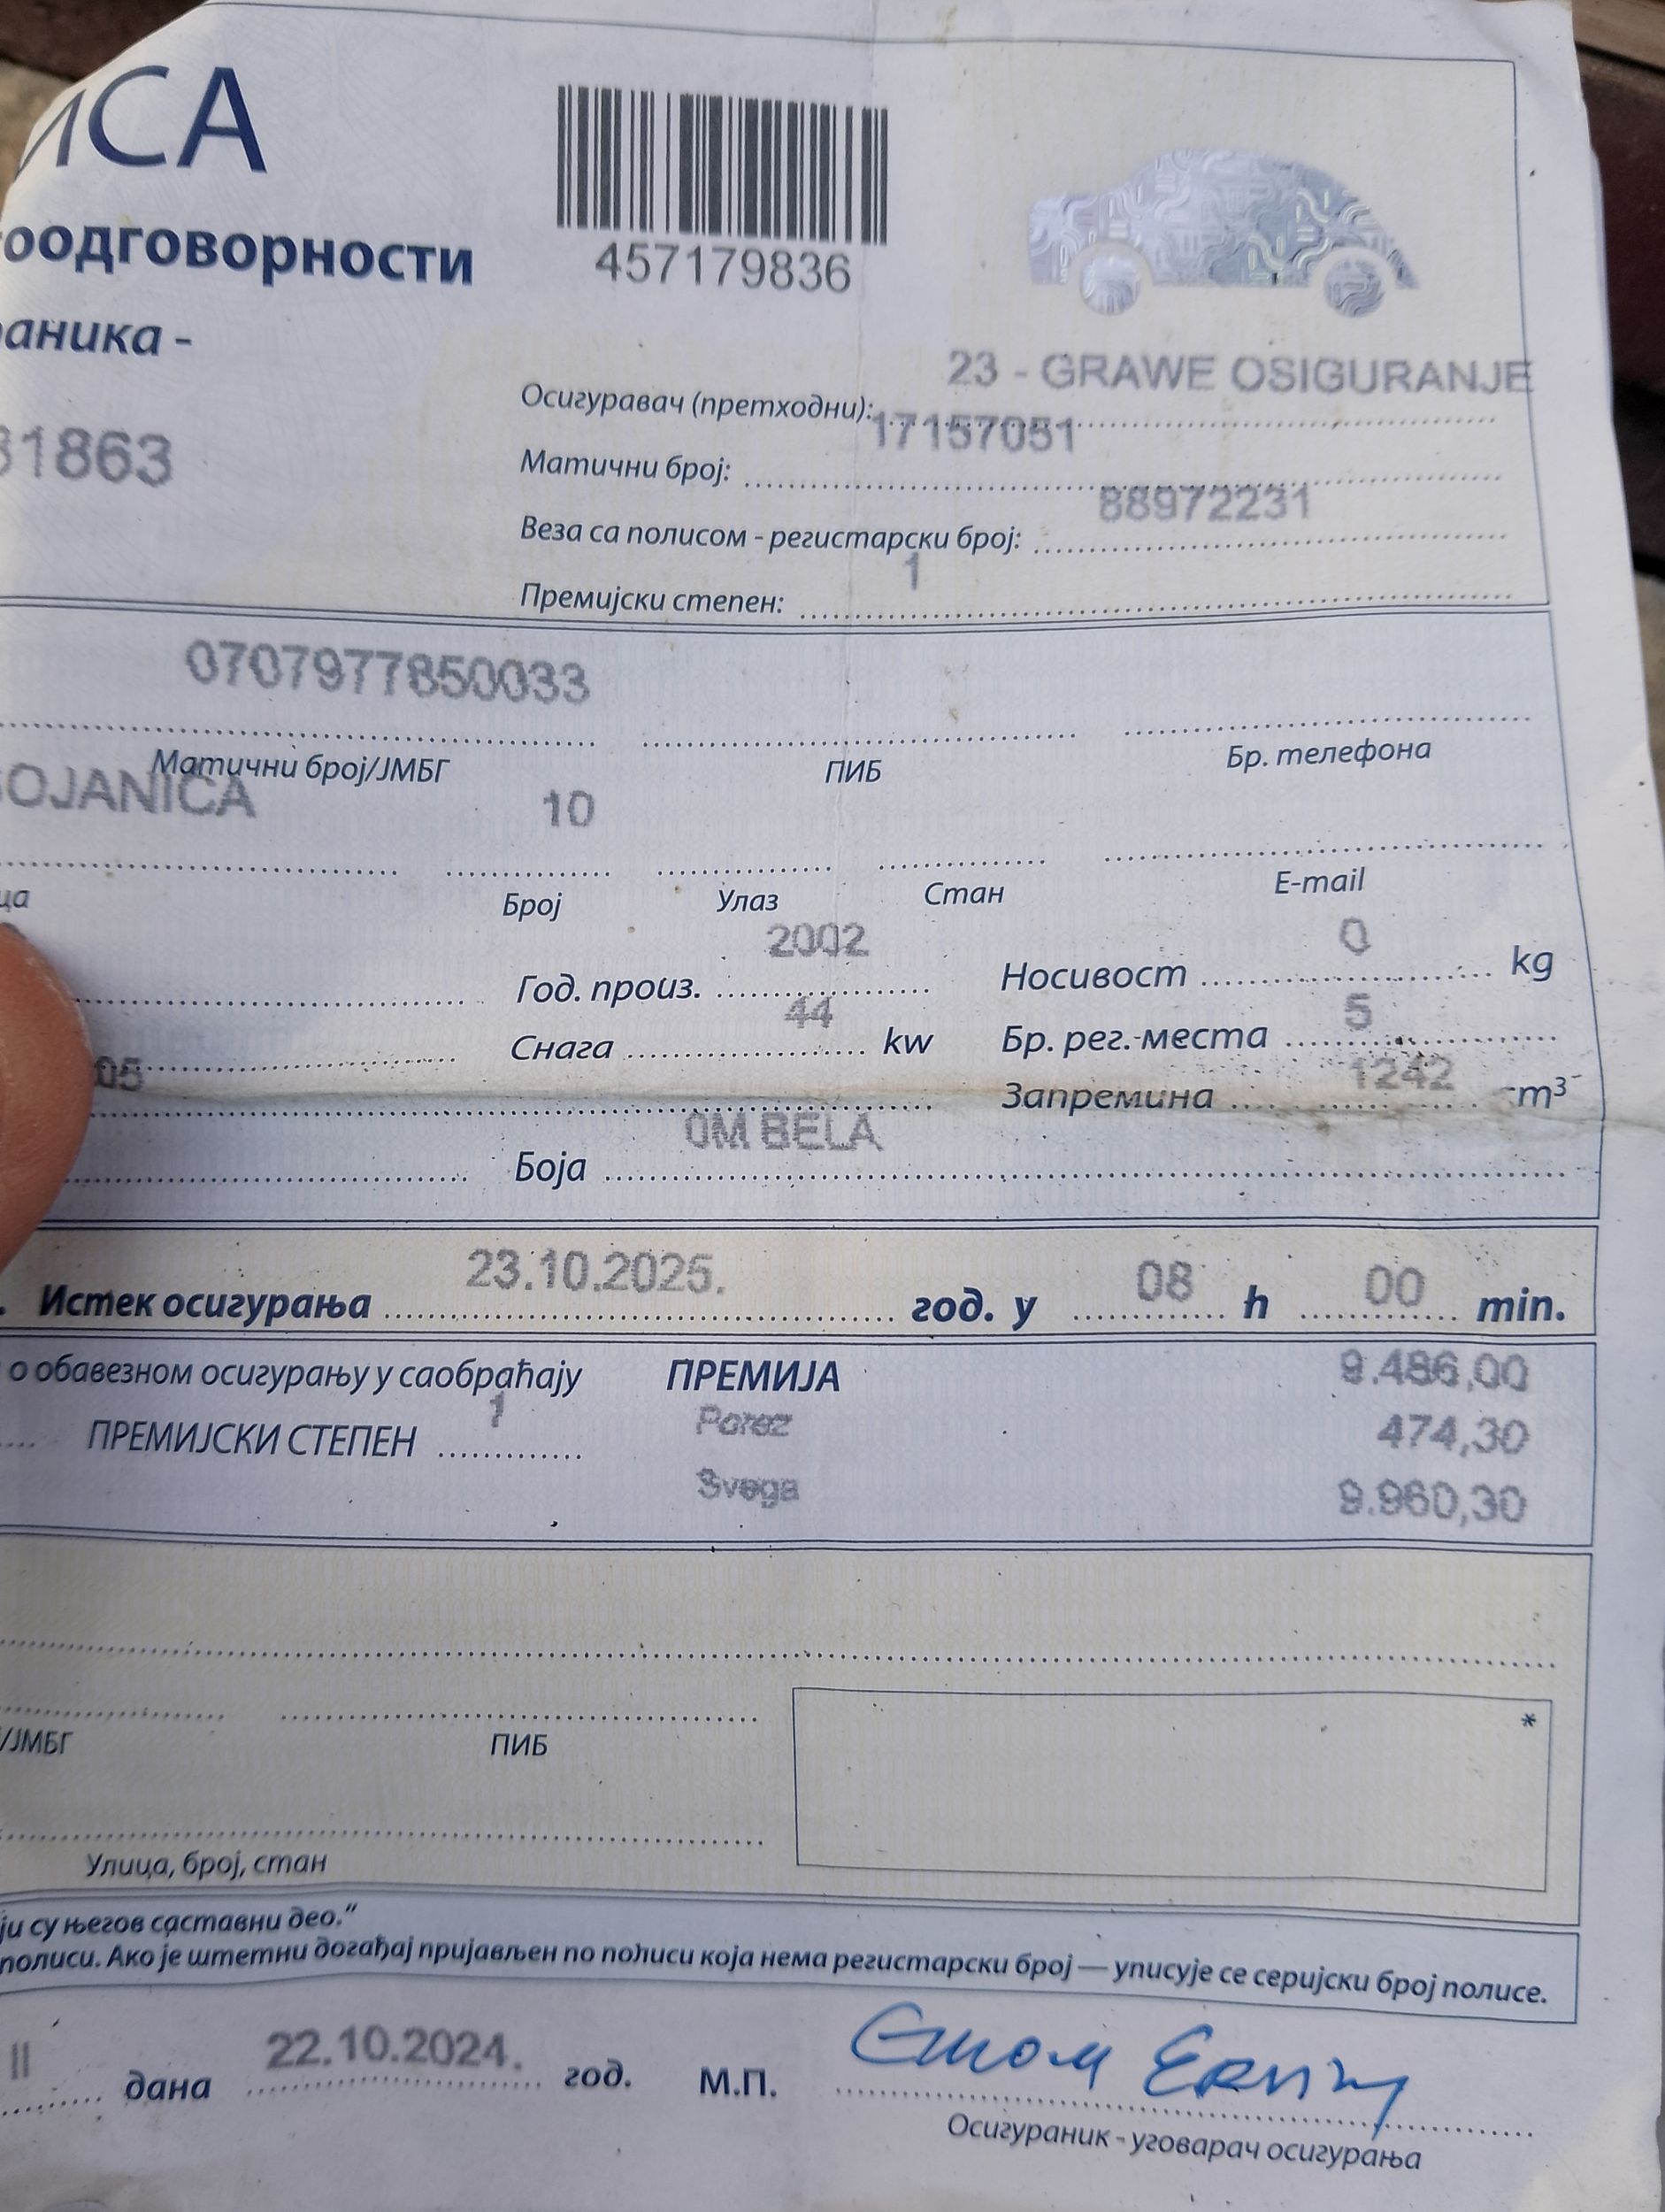 ИСА
457179836
оодговорности
аника -
23 - GRAWE OSIGURANJE
Осигуравач (претходни):
17157051
31863
Матични број:
88972231
Веза са полисом - регистарски број:
1
Премијски степен:
0707977850033
Матични број/ЈМБГ ПИБ Бр. телефона
OJANICA 10
ца Број Улаз Стан E-mail
2002 0
Год. произ. Носивост kg
44 5
Снага kw Бр. рег.-места
05 1242
Запремина m³
0M BELA
Боја
23.10.2025. 08 00
Истек осигурања год. у h min.
о обавезном осигурању у саобраћају ПРЕМИЈА 9.486,00
1 Porez 474,30
ПРЕМИЈСКИ СТЕПЕН
Svega 9.960,30
*
/ЈМБГ ПИБ
Улица, број, стан
ји су његов саставни део."
полиси. Ако је штетни догађај пријављен по полиси која нема регистарски број — уписује се серијски број полисе.
II дана 22.10.2024. год. М.П.
Осигураник - уговарач осигурања